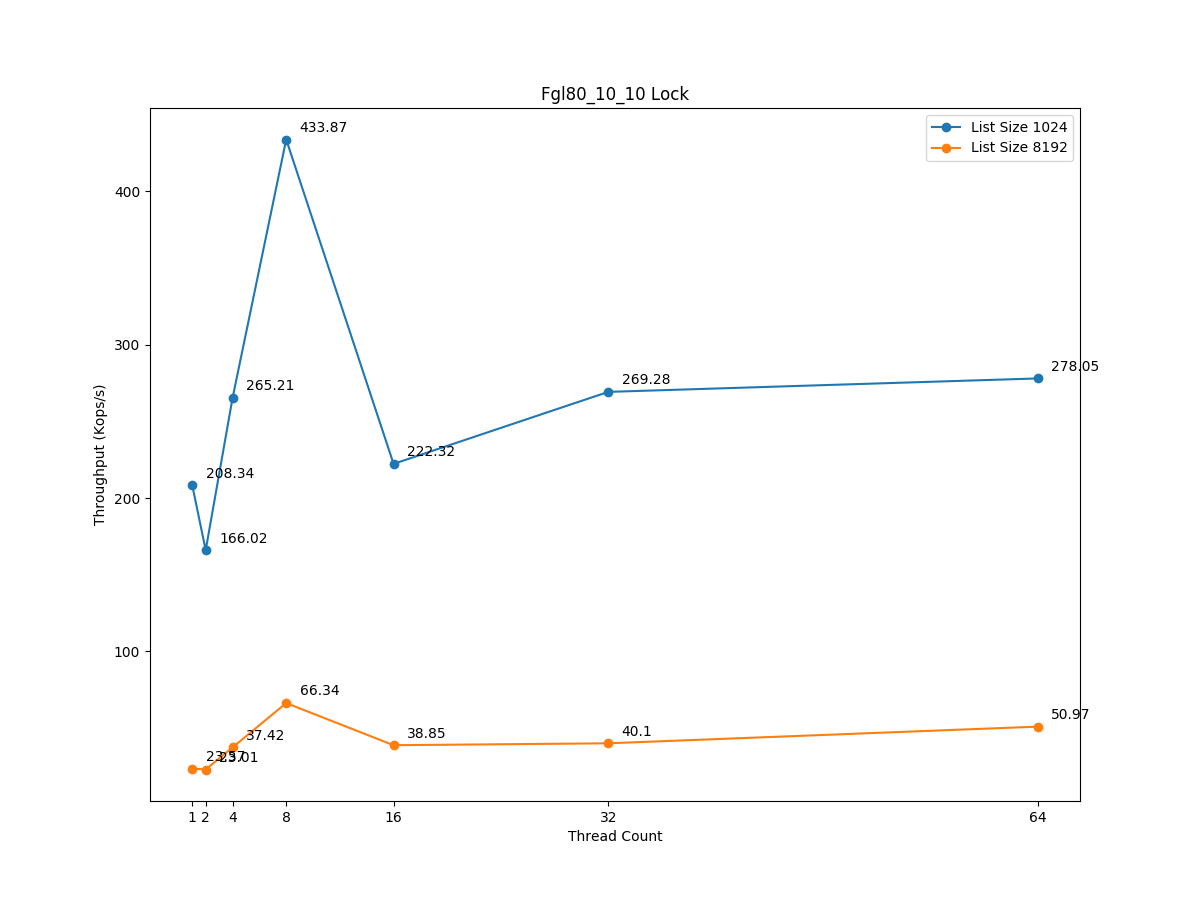 Fgl80_10_10 Lock
List Size 1024
List Size 8192
Throughput (Kops/s)
400
300
200
100
208.34
166.02
265.21
433.87
222.32
269.28
278.05
23.01
37.42
66.34
38.85
40.1
50.97
1 2 4 8 16 32 64
Thread Count